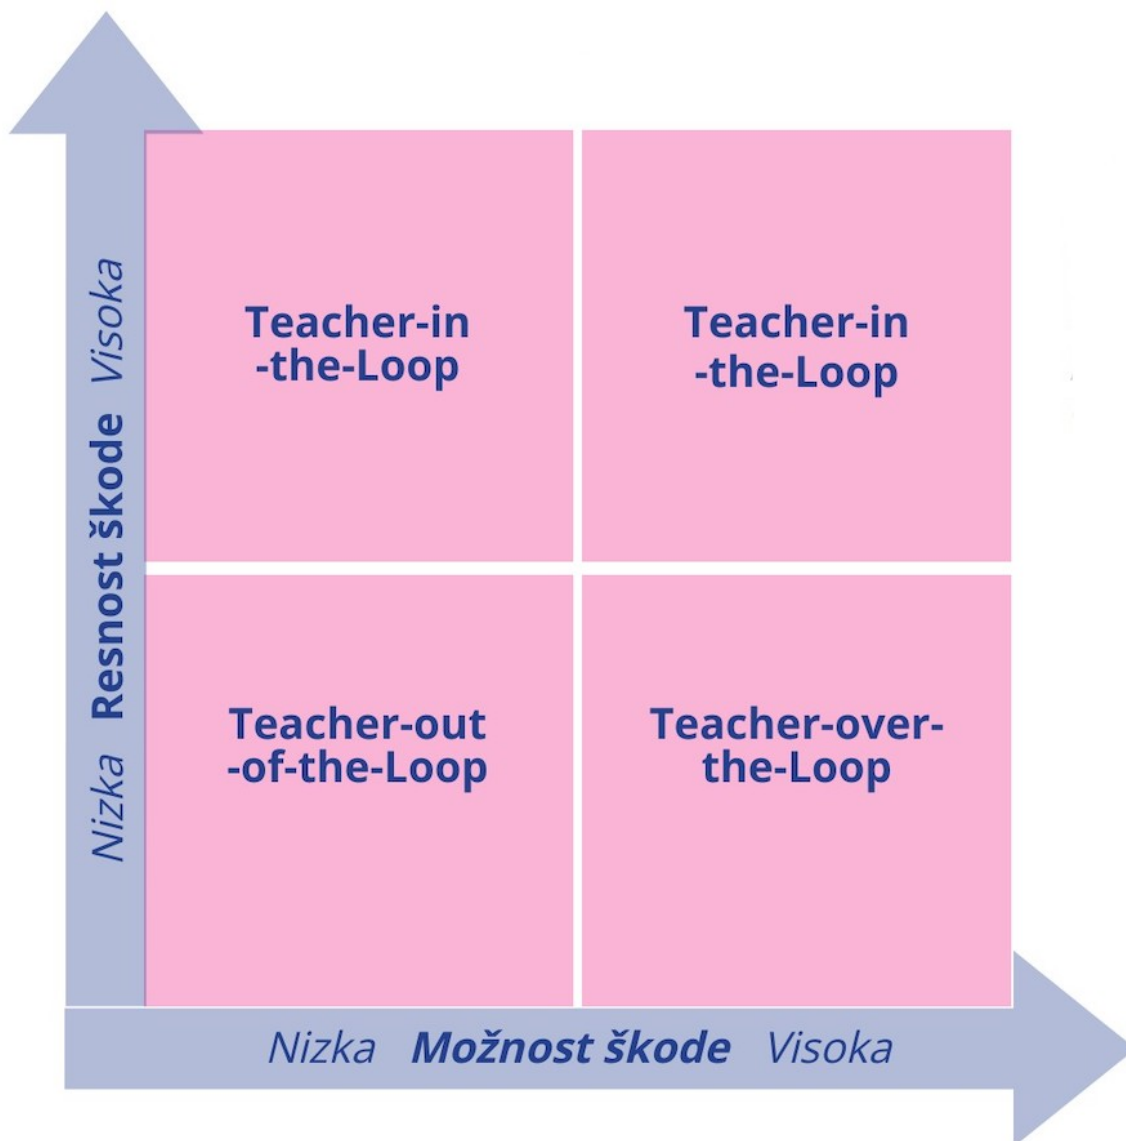 Teacher-in
-the-Loop
Teacher-in
-the-Loop
Teacher-out
-of-the-Loop
Teacher-over-
the-Loop
Nizka Resnost škode Visoka
Nizka Možnost škode Visoka